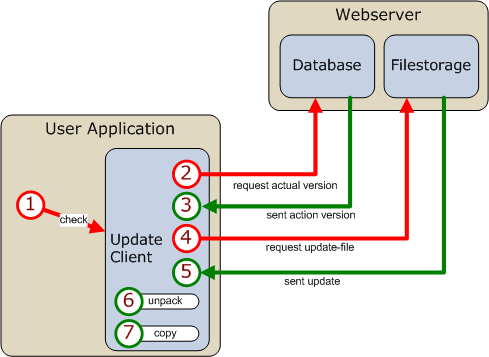 Webserver
Database
Filestorage
User Application
1
check
Update
Client
2
request actual version
3
sent action version
4
request update-file
5
sent update
6
unpack
7
copy